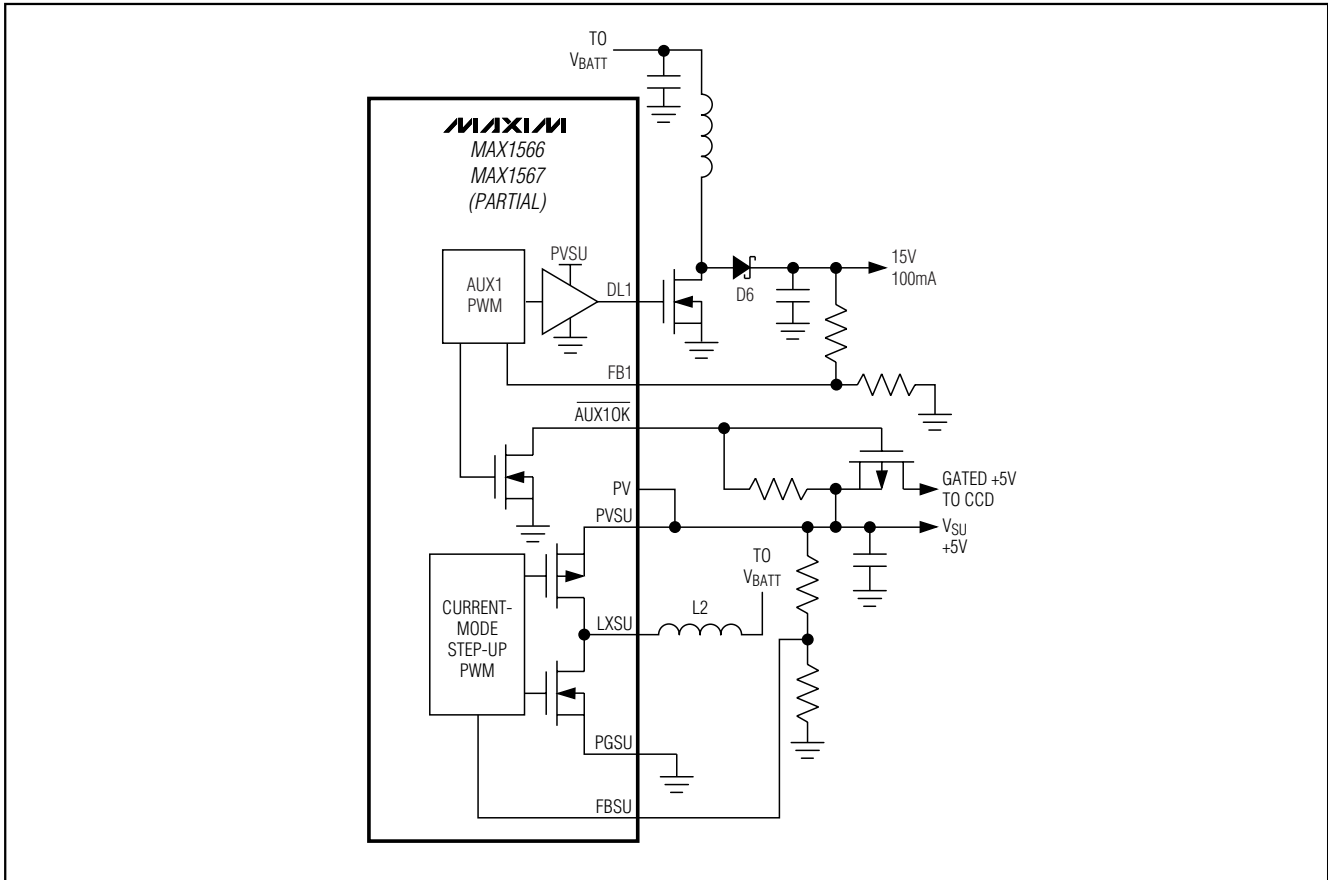 TO
VBATT
MAXIM
MAX1566
MAX1567
(PARTIAL)
PVSU
AUX1
PWM
DL1
D6
15V
100mA
FB1
AUX1OK
PV
PVSU
GATED +5V
TO CCD
VSU
+5V
TO
VBATT
CURRENT-
MODE
STEP-UP
PWM
LXSU
L2
PGSU
FBSU